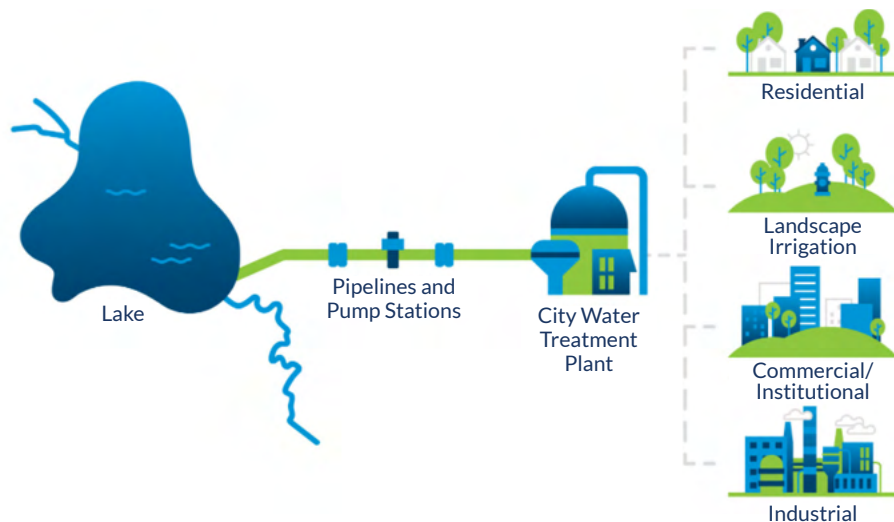 Lake
Pipelines and
Pump Stations
City Water
Treatment
Plant
Residential
Landscape
Irrigation
Commercial/
Institutional
Industrial